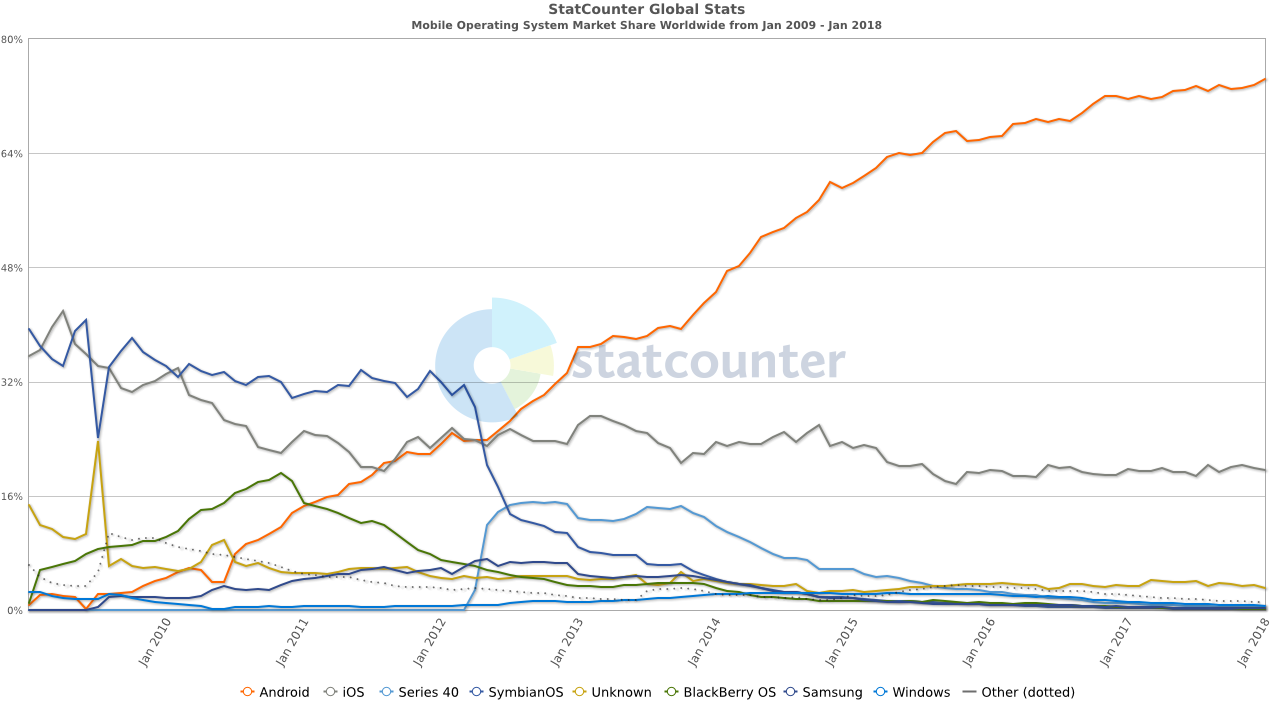 StatCounter Global Stats
Mobile Operating System Market Share Worldwide from Jan 2009 - Jan 2018
80%
64%
48%
statcounter
32%
16%
0%
Jan 2010
Jan 2011
Jan 2012
Jan 2013
Jan 2014
Jan 2015
Jan 2016
Jan 2017
Jan 2018
Android iOS Series 40 SymbianOS Unknown BlackBerry OS Samsung Windows Other (dotted)